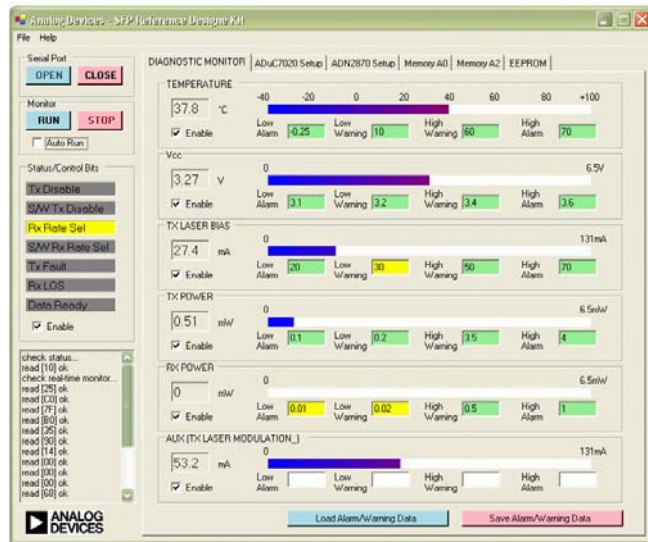 Analog Devices - SFP Reference Designe Kit
File Help
Serial Port
OPEN CLOSE
Monitor
RUN STOP
Auto Run
Status/Control Bits
Tx Disable
S/W Tx Disable
Rx Rate Sel
S/W Rx Rate Sel
Tx Fault
Rx LOS
Data Ready
Enable
check status...
read [10] ok
check real-time monitor...
read [25] ok
read [C0] ok
read [7F] ok
read [B0] ok
read [35] ok
read [90] ok
read [14] ok
read [00] ok
read [00] ok
read [00] ok
read [68] ok
ANALOG
DEVICES
DIAGNOSTIC MONITOR ADuC7020 Setup ADN2870 Setup Memory A0 Memory A2 EEPROM
TEMPERATURE
-40 -20 0 20 40 60 80 +100
37.8 °C
Enable Low Alarm -0.25 Low Warning 10 High Warning 60 High Alarm 70
Vcc
0 6.5V
3.27 V
Enable Low Alarm 3.1 Low Warning 3.2 High Warning 3.4 High Alarm 3.6
TX LASER BIAS
0 131mA
27.4 mA
Enable Low Alarm 20 Low Warning 30 High Warning 50 High Alarm 70
TX POWER
0 6.5mW
0.51 mW
Enable Low Alarm 0.1 Low Warning 0.2 High Warning 3.5 High Alarm 4
RX POWER
0 6.5mW
0 mW
Enable Low Alarm 0.01 Low Warning 0.02 High Warning 0.5 High Alarm 1
AUX (TX LASER MODULATION_)
0 131mA
53.2 mA
Enable Low Alarm Low Warning High Warning High Alarm
Load Alarm/Warning Data Save Alarm/Warning Data